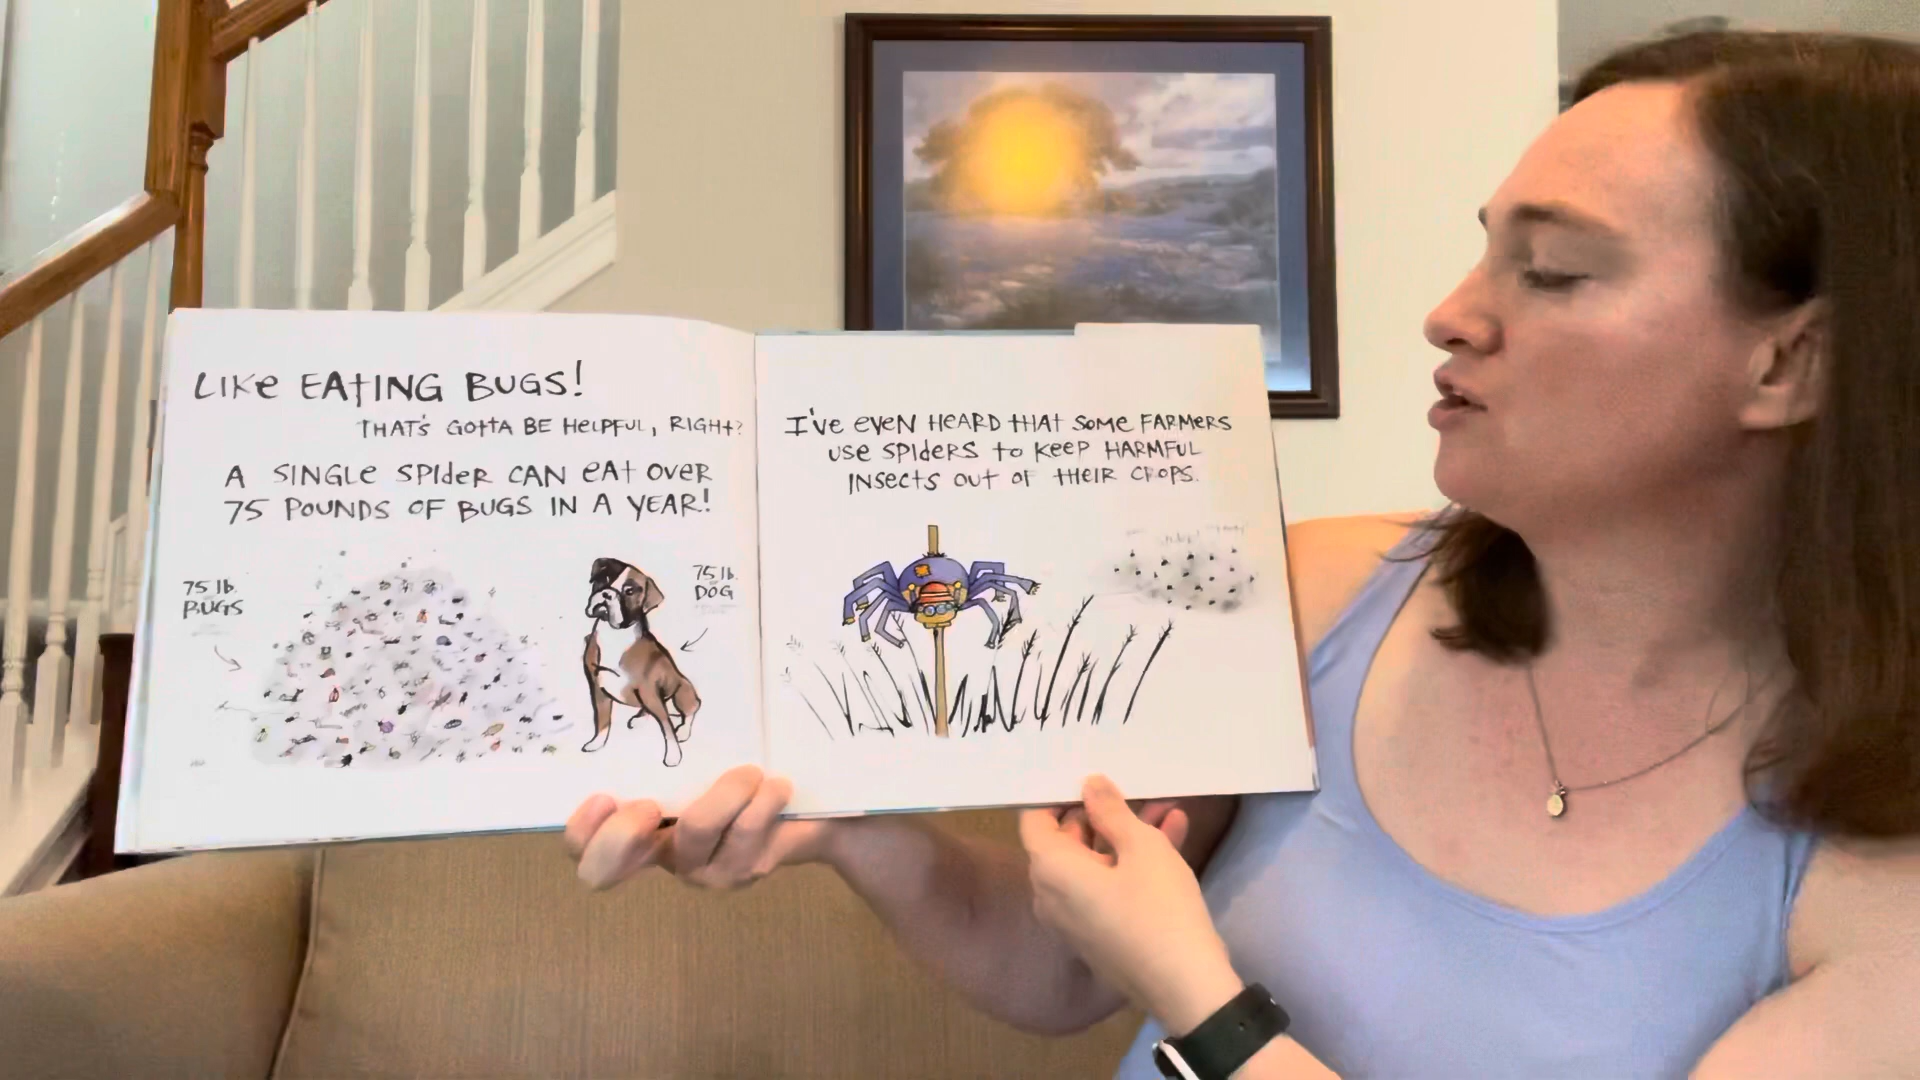 LIKE EATING BUGS!
THAT'S GOTTA BE HELPFUL, RIGHT?
A SINGLE SPIDER CAN EAT OVER
75 POUNDS OF BUGS IN A YEAR!
75 lb.
BUGS
75 lb.
DOG
I'VE EVEN HEARD THAT SOME FARMERS
USE SPIDERS TO KEEP HARMFUL
INSECTS OUT OF THEIR CROPS.